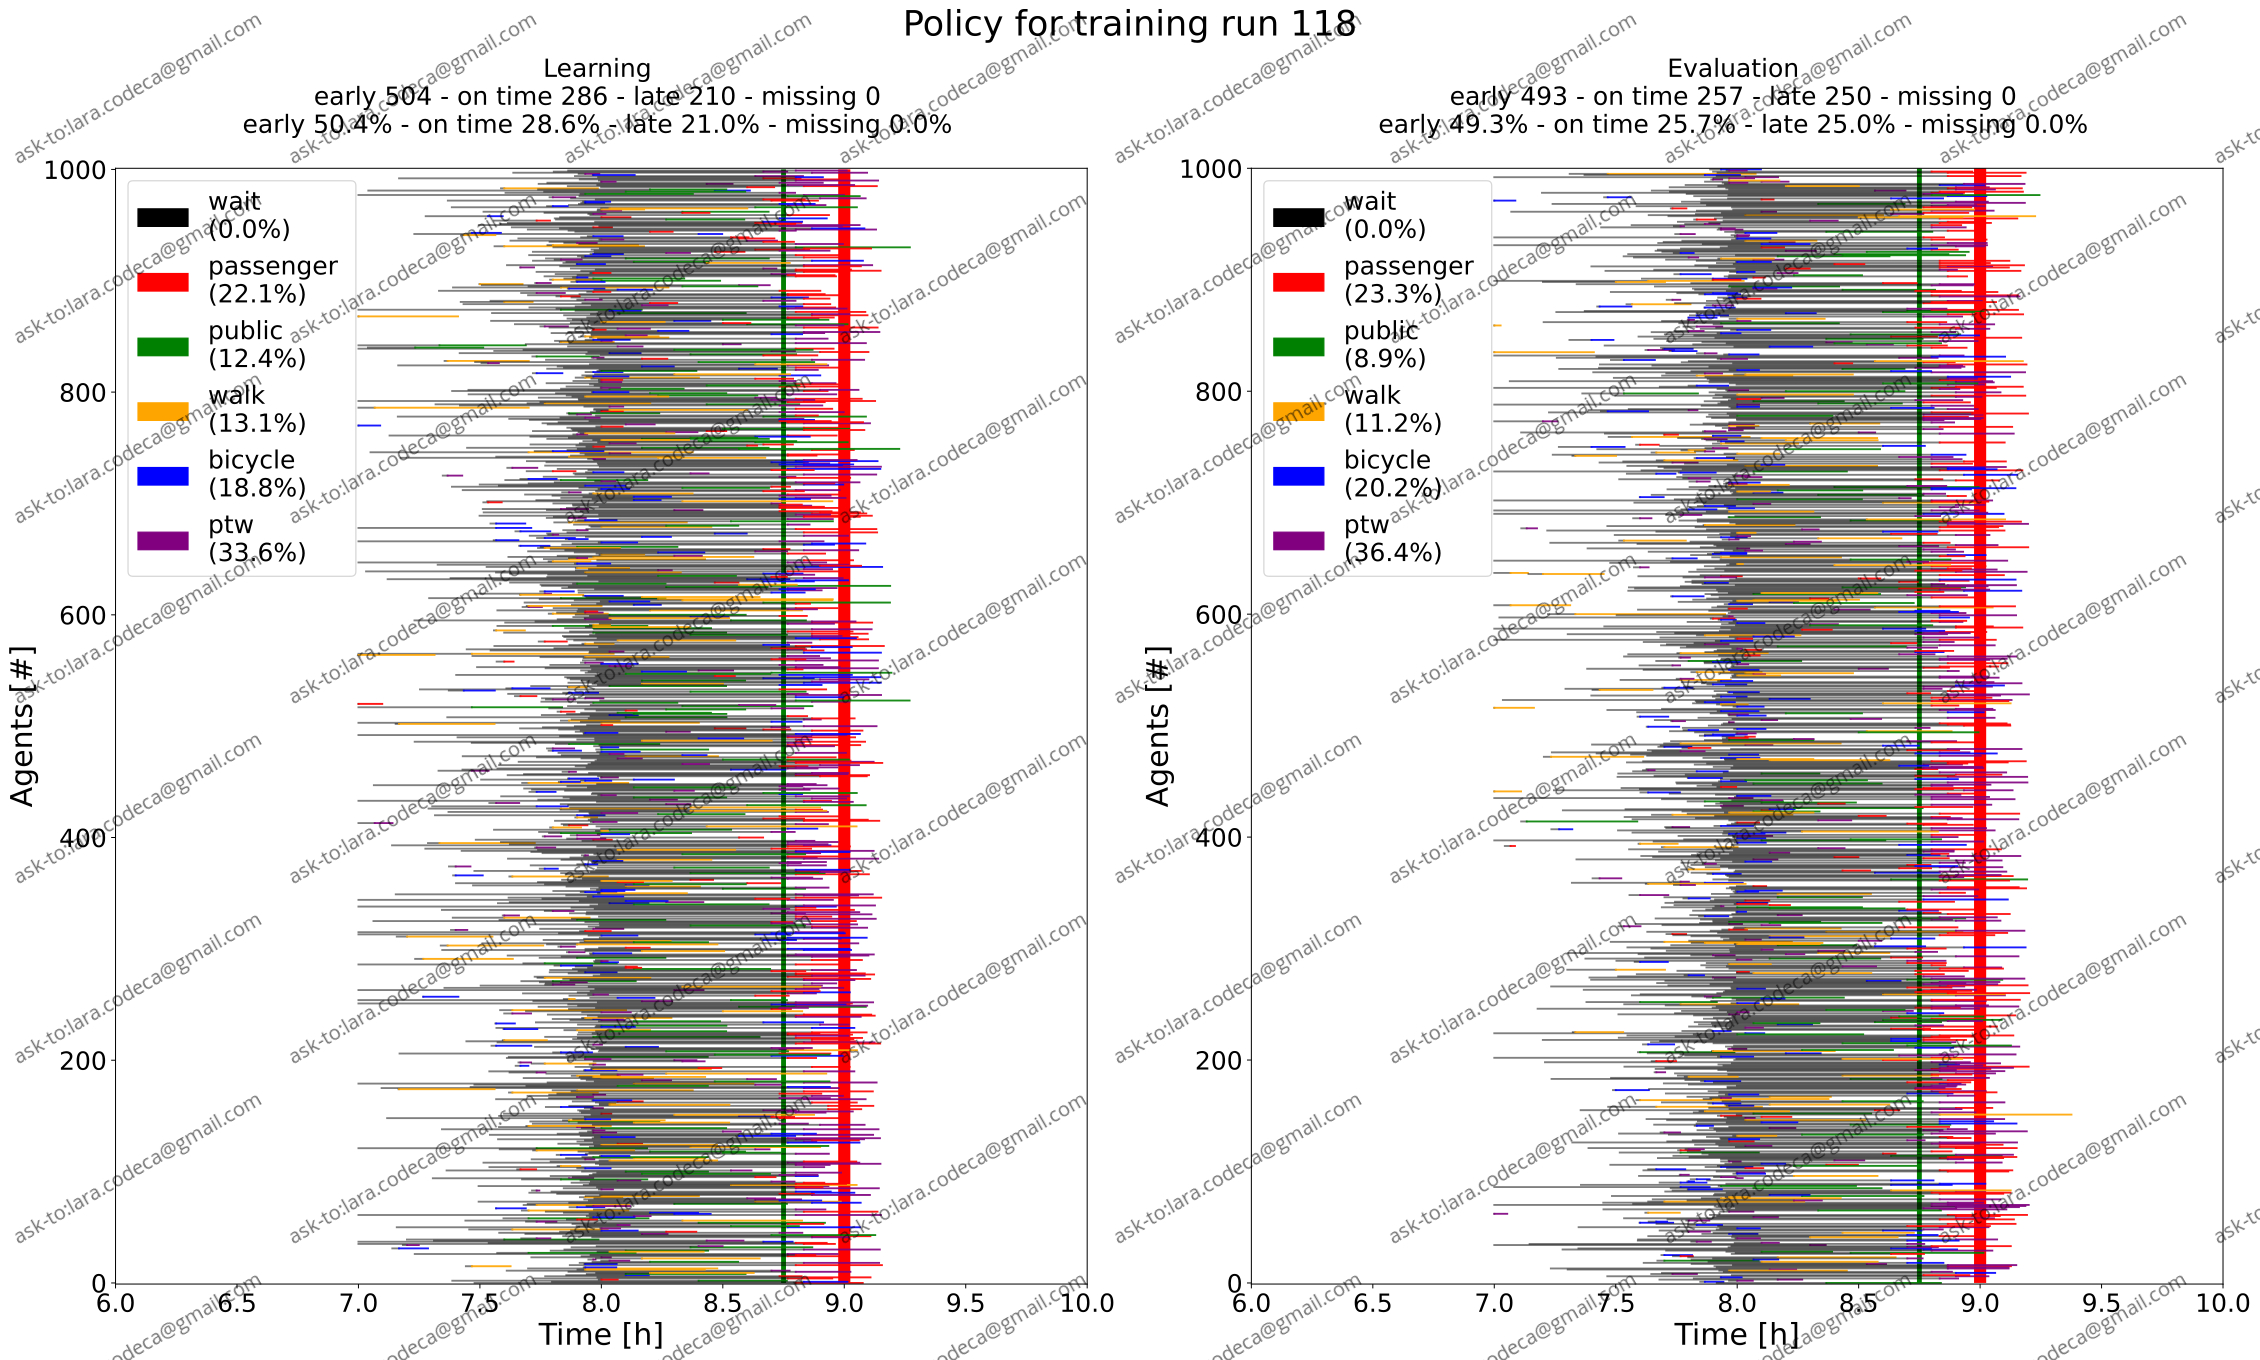 Policy for training run 118
Learning
early 504 - on time 286 - late 210 - missing 0
early 50.4% - on time 28.6% - late 21.0% - missing 0.0%
1000
800
600
400
200
0
Agents [#]
wait
(0.0%)
passenger
(22.1%)
public
(12.4%)
walk
(13.1%)
bicycle
(18.8%)
ptw
(33.6%)
6.0 6.5 7.0 7.5 8.0 8.5 9.0 9.5 10.0
Time [h]
Evaluation
early 493 - on time 257 - late 250 - missing 0
early 49.3% - on time 25.7% - late 25.0% - missing 0.0%
1000
800
600
400
200
0
Agents [#]
wait
(0.0%)
passenger
(23.3%)
public
(8.9%)
walk
(11.2%)
bicycle
(20.2%)
ptw
(36.4%)
6.0 6.5 7.0 7.5 8.0 8.5 9.0 9.5 10.0
Time [h]
ask-to:lara.codeca@gmail.com